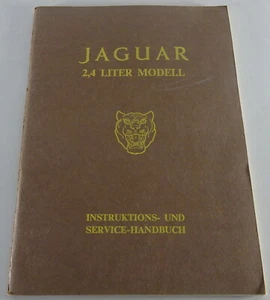 JAGUAR
2,4 LITER MODELL
INSTRUKTIONS- UND
SERVICE-HANDBUCH